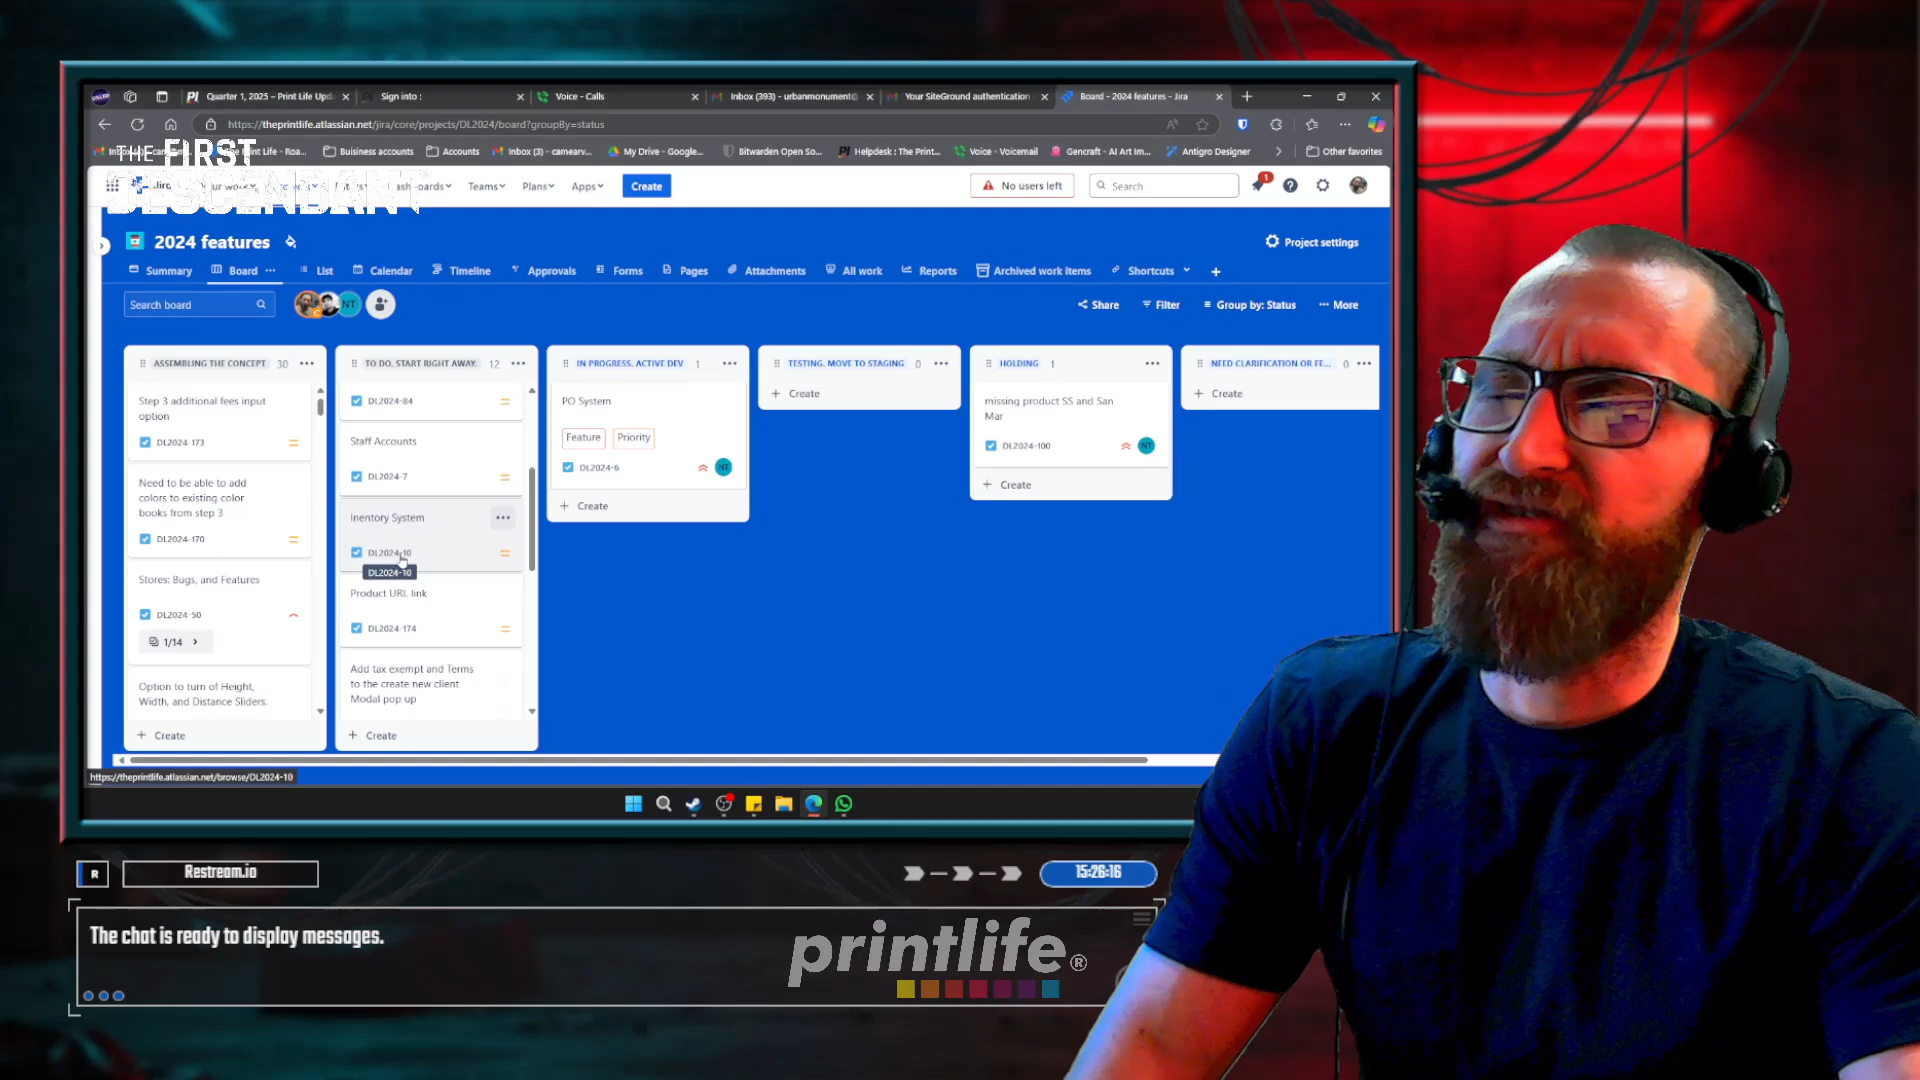 Quarter 1, 2025 – Print Life Upd
Sign into :
Voice - Calls
Inbox (393) - urbanmonument@
Your SiteGround authentication
Board - 2024 features - Jira
https://theprintlife.atlassian.net/jira/core/projects/DL2024/board?groupBy=status
Business accounts
Accounts
Inbox (3) - camearv...
My Drive - Google...
Bitwarden Open So...
Helpdesk : The Print...
Voice - Voicemail
Gencraft - AI Art Im...
Antigro Designer
Other favorites
THE FIRST
DESCENDANT
Teams
Plans
Apps
Create
No users left
Search
1
2024 features
Project settings
Summary
Board
List
Calendar
Timeline
Approvals
Forms
Pages
Attachments
All work
Reports
Archived work items
Shortcuts
Search board
NT
Share
Filter
Group by: Status
More
ASSEMBLING THE CONCEPT 30
Step 3 additional fees input
option
DL2024-173
Need to be able to add
colors to existing color
books from step 3
DL2024-170
Stores: Bugs, and Features
DL2024-50
1/14
Option to turn of Height,
Width, and Distance Sliders.
Create
TO DO. START RIGHT AWAY. 12
DL2024-84
Staff Accounts
DL2024-7
Inentory System
DL2024-10
DL2024-10
Product URL link
DL2024-174
Add tax exempt and Terms
to the create new client
Modal pop up
Create
IN PROGRESS. ACTIVE DEV 1
PO System
Feature
Priority
DL2024-6
NT
Create
TESTING. MOVE TO STAGING 0
Create
HOLDING 1
missing product SS and San
Mar
DL2024-100
NT
Create
NEED CLARIFICATION OR FE... 0
Create
https://theprintlife.atlassian.net/browse/DL2024-10
R
Restream.io
15:26:16
The chat is ready to display messages.
printlife®